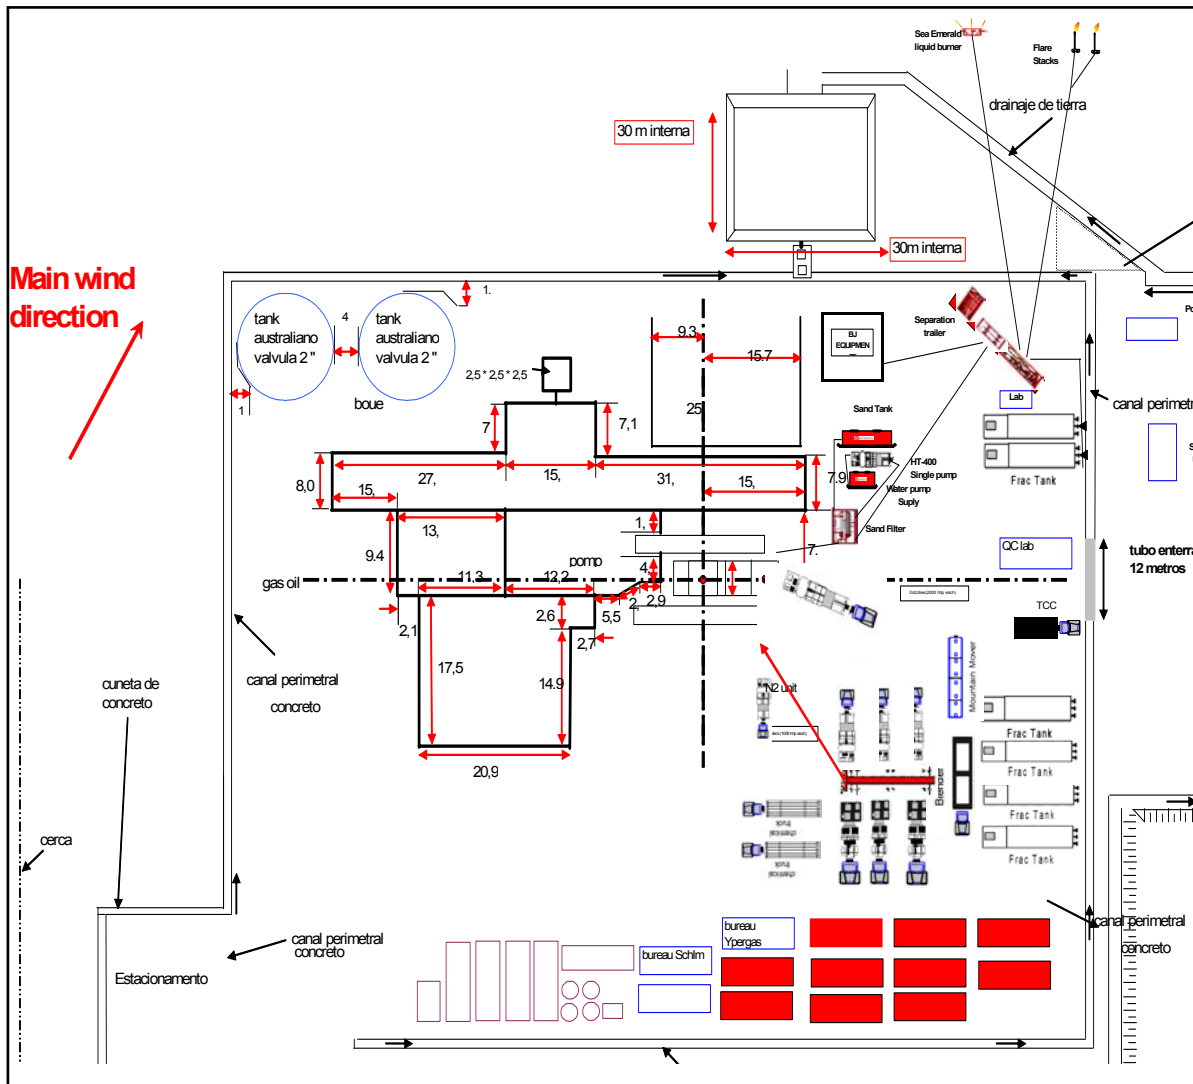 Sea Emerald
liquid burner
Flare
Stacks
drainaje de tierra
30 m interna
30m interna
Main wind
direction
1.
tank
australiano
valvula 2 "
4
tank
australiano
valvula 2 "
1
boue
2,5 * 2,5 * 2,5
9.3
15.7
25
BJ
EQUIPMEN
Separation
trailer
Lab
canal perimetr
Frac Tank
Sand Tank
HT-400
Single pump
Water pump
Suply
Sand Filter
7
7,1
27,
15,
31,
8,0
15,
15,
7.9
13,
9.4
1,
7.
pomp
4
gas oil
11,3
12,2
2,9
2,
5,5
2,6
2,1
2,7
17,5
14.9
20,9
QC lab
tubo enterra
12 metros
TCC
Mountain Mover
N2 unit
Blender
Frac Tank
Frac Tank
Frac Tank
Frac Tank
chemical
truck
chemical
truck
canal perimetral
concreto
cuneta de
concreto
cerca
canal perimetral
concreto
Estacionamento
bureau
Ypergas
bureau Schlm
canal perimetral
concreto